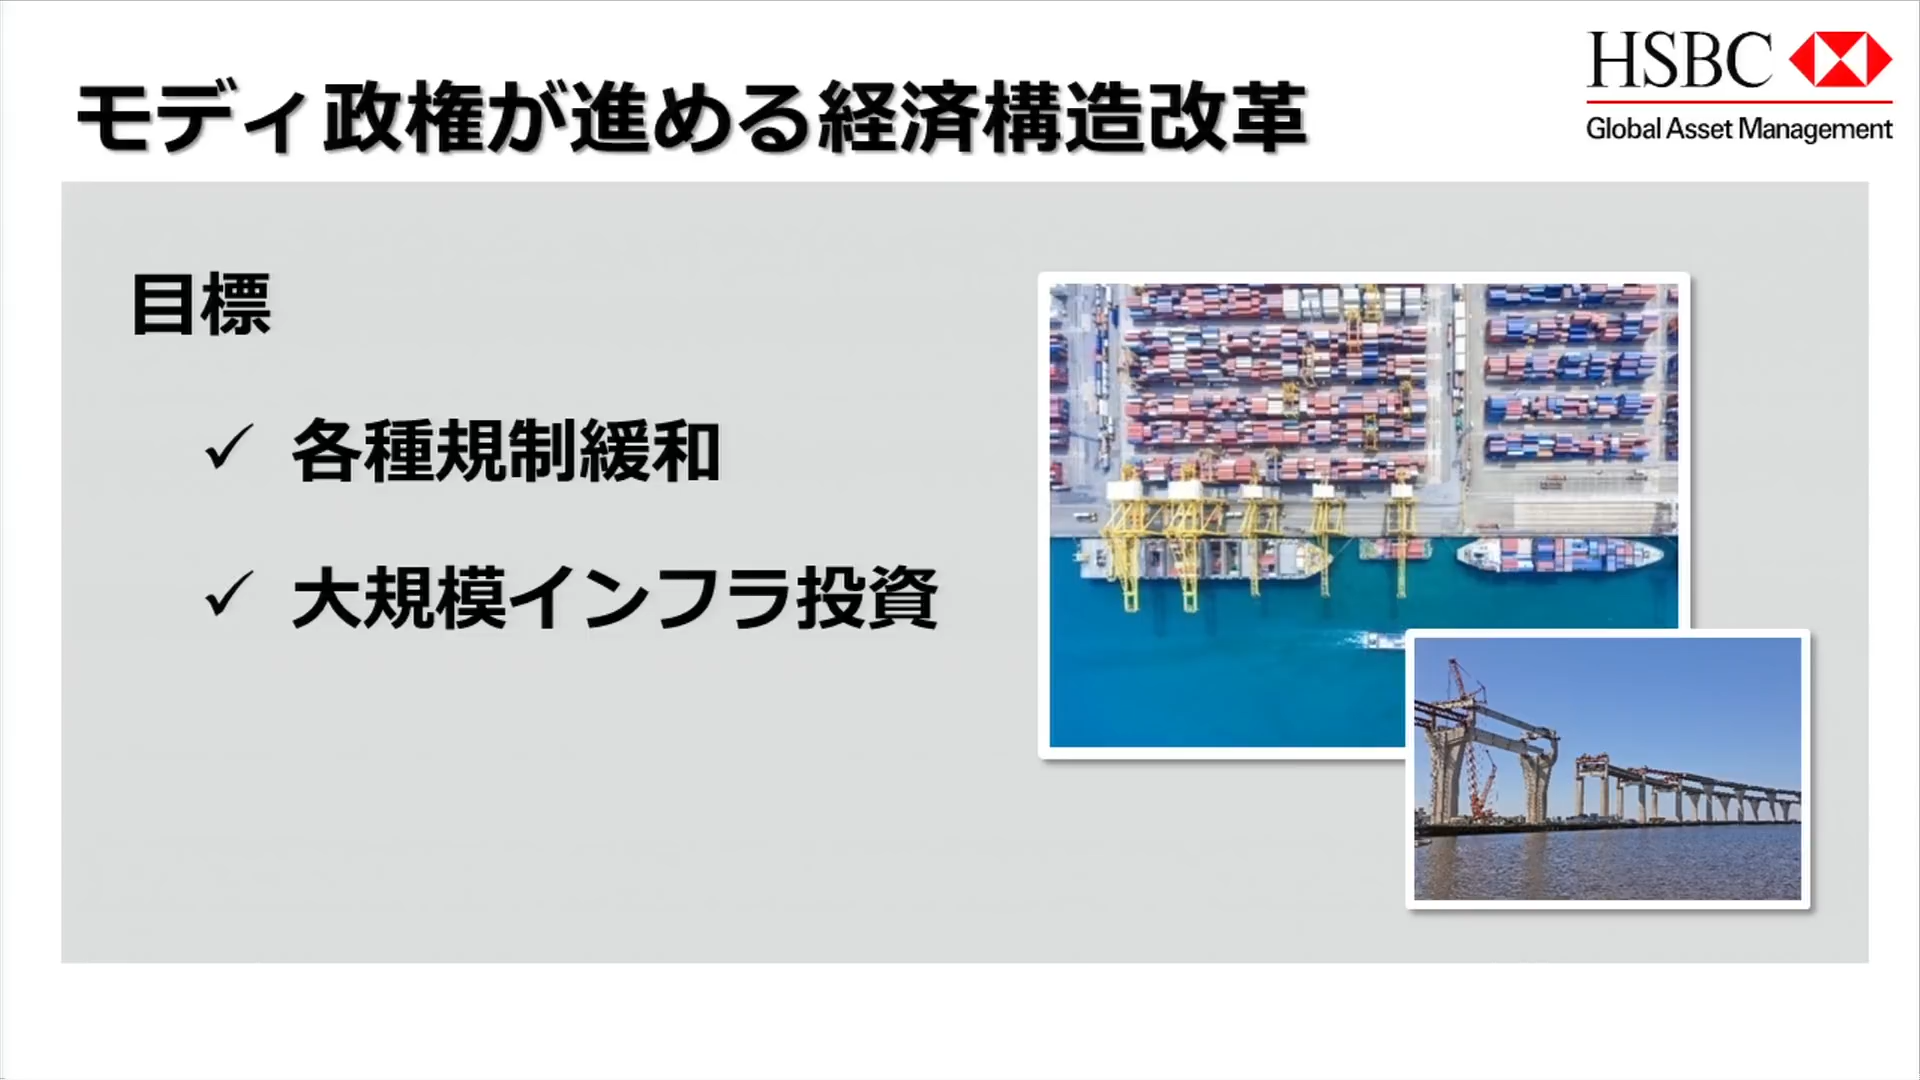 モディ政権が進める経済構造改革
HSBC
Global Asset Management
目標
✓ 各種規制緩和
✓ 大規模インフラ投資